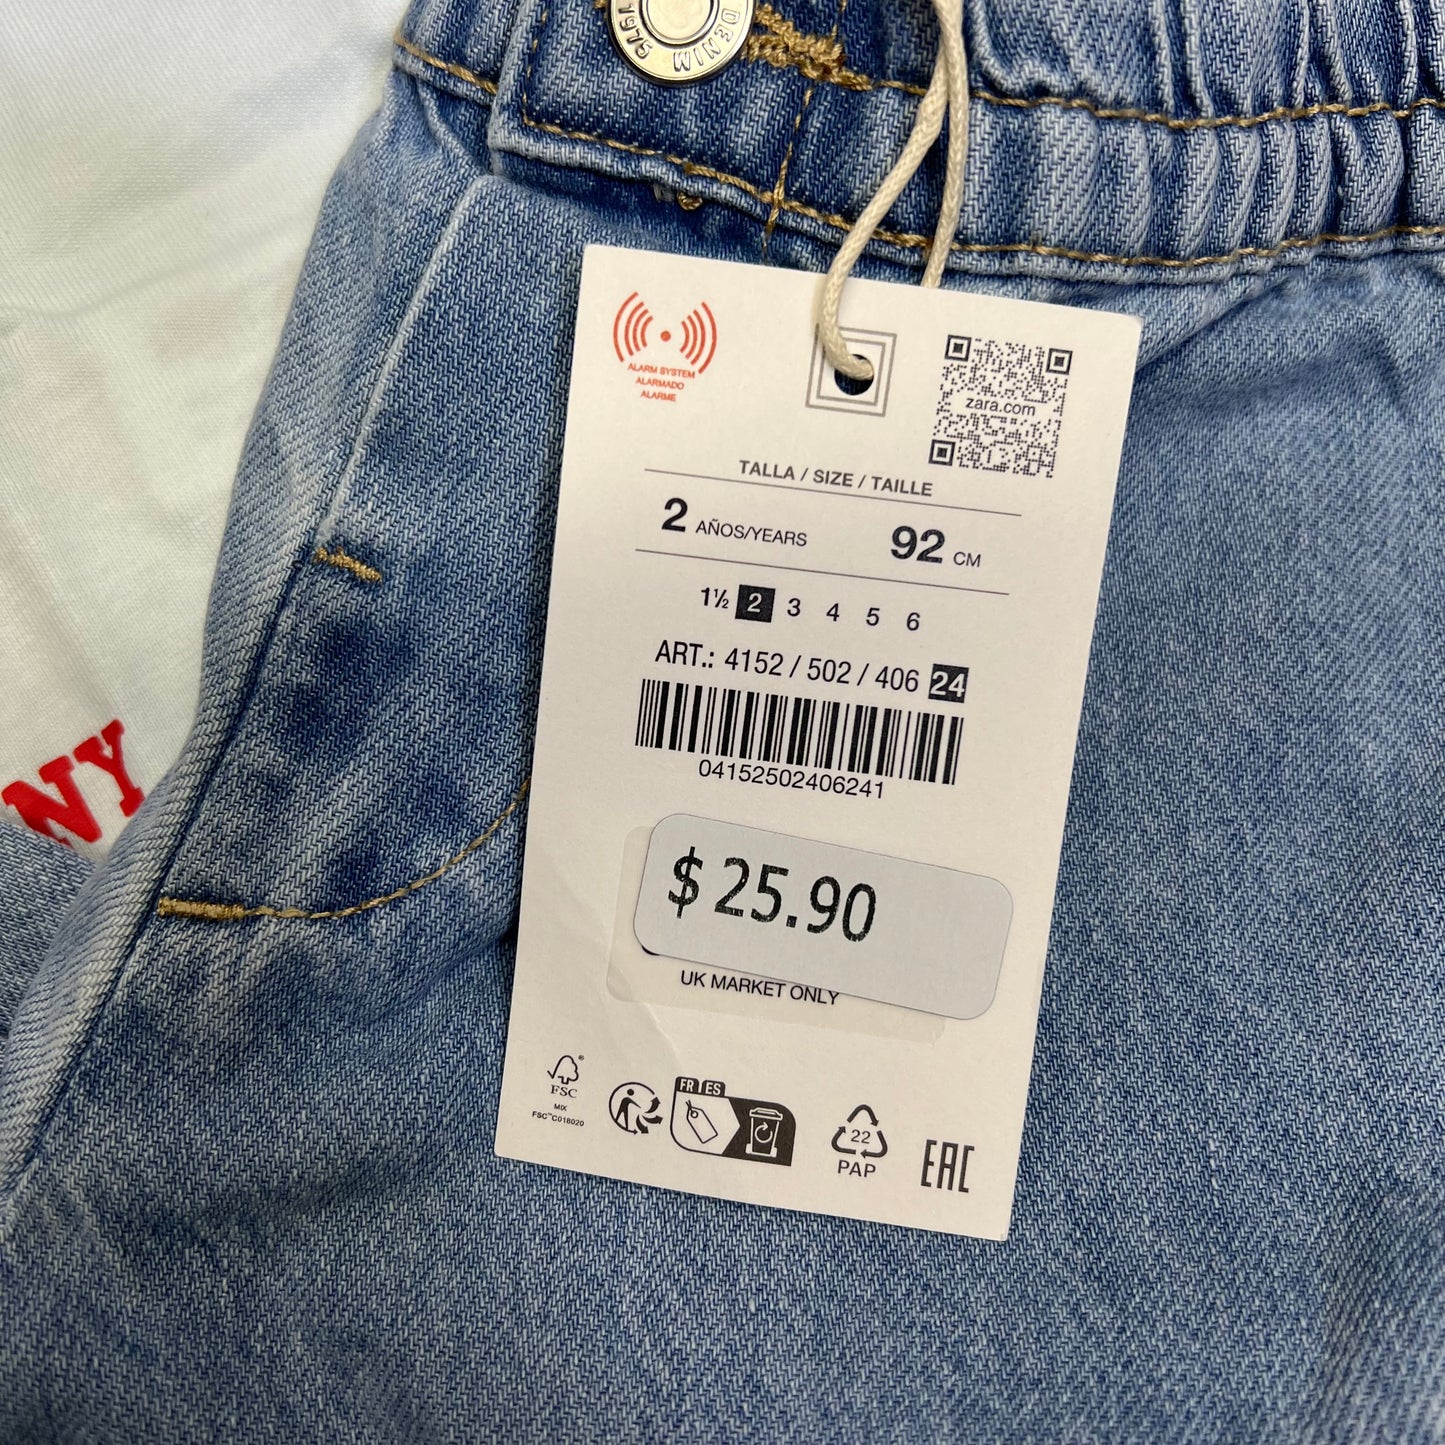 DENIM 1975
ALARM SYSTEM
ALARMADO
ALARME
zara.com
TALLA / SIZE / TAILLE
2 AÑOS/YEARS 92 CM
1½ 2 3 4 5 6
ART.: 4152 / 502 / 406 24
04152502406241
$ 25.90
UK MARKET ONLY
FSC®
MIX
FSC™C018020
FR ES
22
PAP
EAC
NY